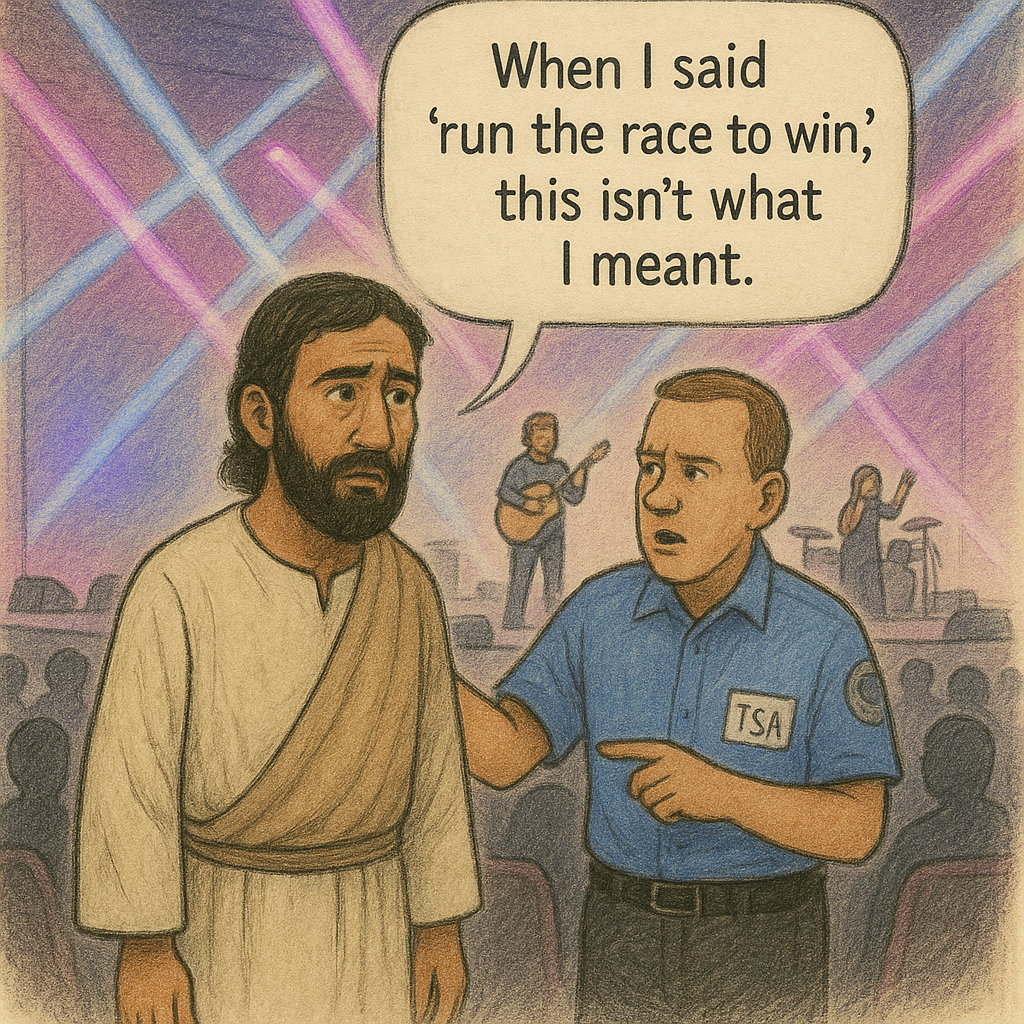 When I said
‘run the race to win,’
this isn’t what
I meant.
TSA